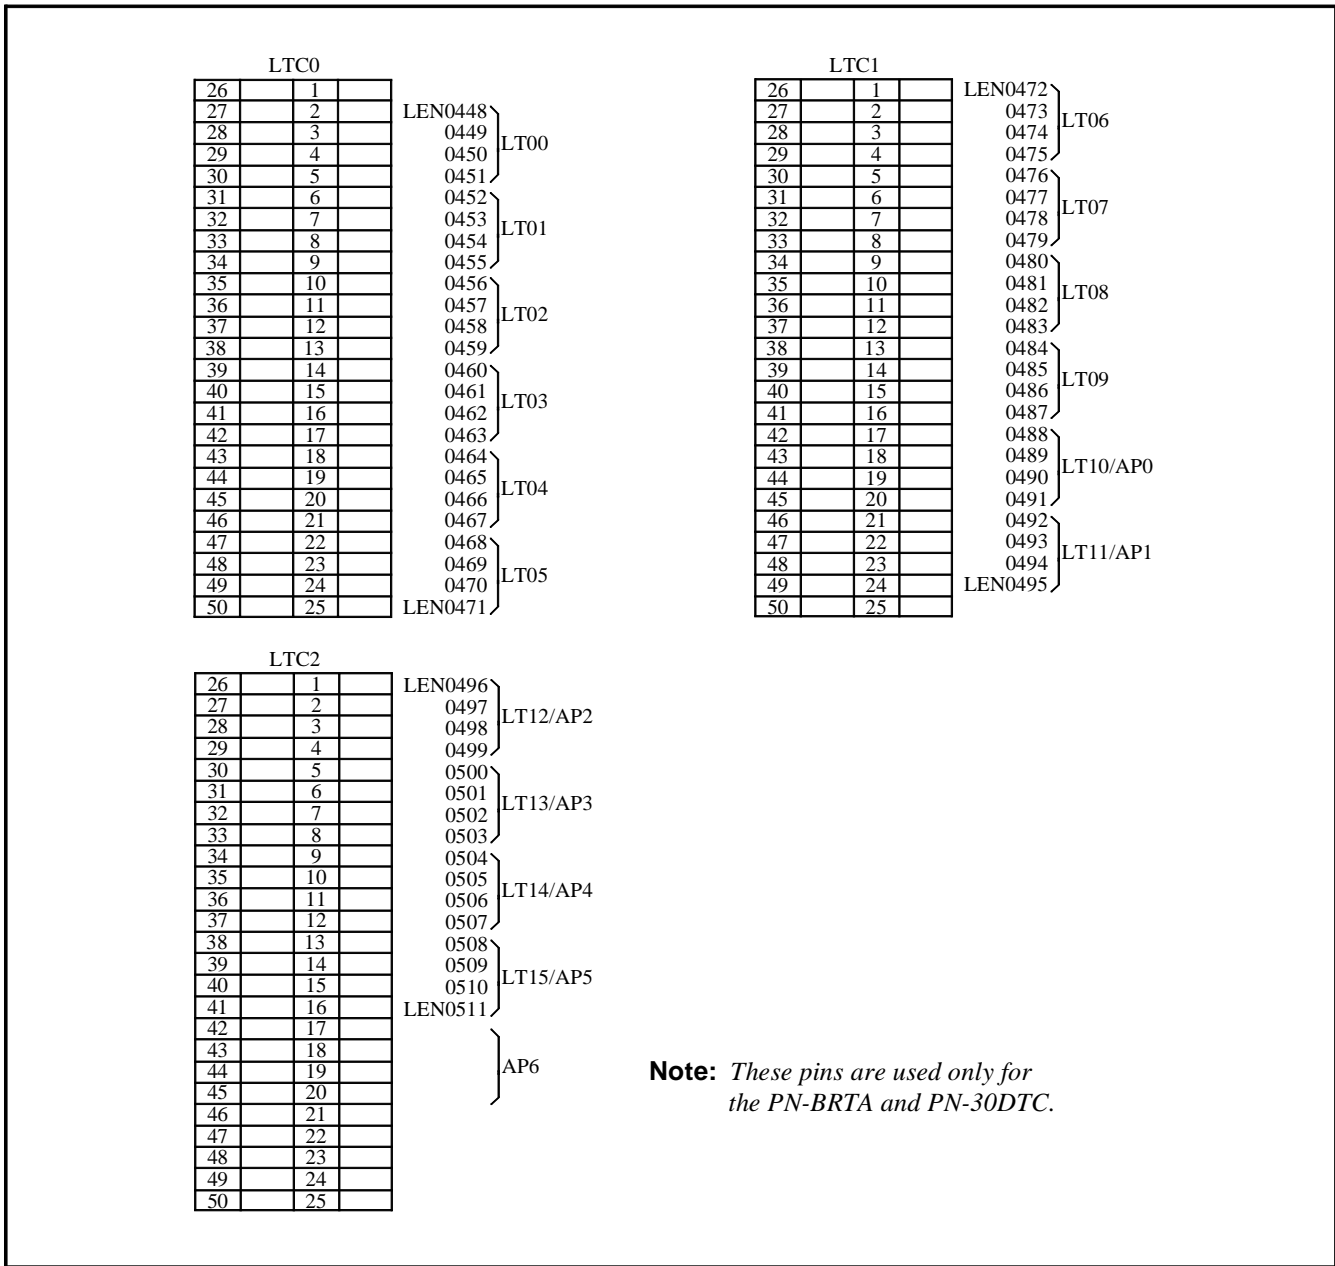 LTC0
26 1
27 2 LEN0448
28 3 0449 LT00
29 4 0450
30 5 0451
31 6 0452
32 7 0453 LT01
33 8 0454
34 9 0455
35 10 0456
36 11 0457 LT02
37 12 0458
38 13 0459
39 14 0460
40 15 0461 LT03
41 16 0462
42 17 0463
43 18 0464
44 19 0465 LT04
45 20 0466
46 21 0467
47 22 0468
48 23 0469 LT05
49 24 0470
50 25 LEN0471
LTC1
26 1 LEN0472
27 2 0473 LT06
28 3 0474
29 4 0475
30 5 0476
31 6 0477 LT07
32 7 0478
33 8 0479
34 9 0480
35 10 0481 LT08
36 11 0482
37 12 0483
38 13 0484
39 14 0485 LT09
40 15 0486
41 16 0487
42 17 0488
43 18 0489 LT10/AP0
44 19 0490
45 20 0491
46 21 0492
47 22 0493 LT11/AP1
48 23 0494
49 24 LEN0495
50 25
LTC2
26 1 LEN0496
27 2 0497 LT12/AP2
28 3 0498
29 4 0499
30 5 0500
31 6 0501 LT13/AP3
32 7 0502
33 8 0503
34 9 0504
35 10 0505 LT14/AP4
36 11 0506
37 12 0507
38 13 0508
39 14 0509 LT15/AP5
40 15 0510
41 16 LEN0511
42 17
43 18 AP6
44 19
45 20
46 21
47 22
48 23
49 24
50 25
Note: These pins are used only for
the PN-BRTA and PN-30DTC.